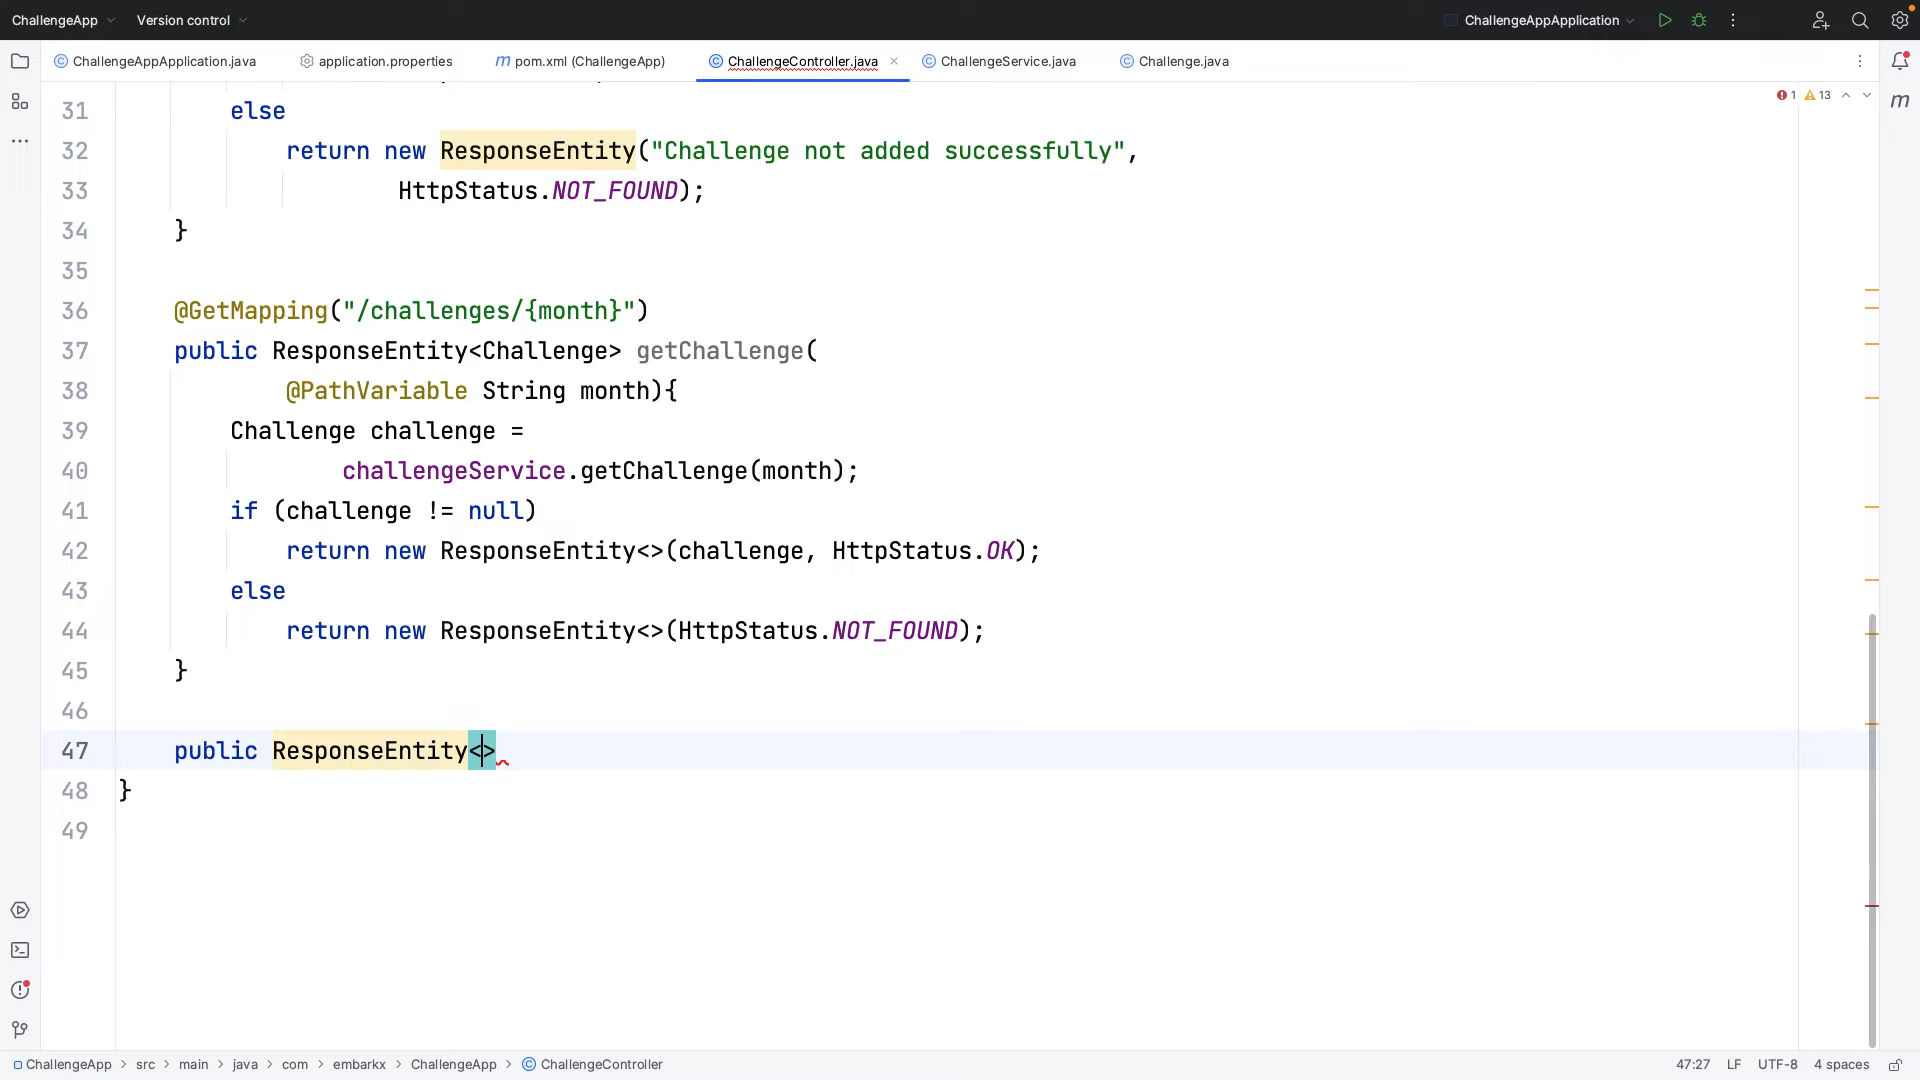 ChallengeApp Version control ChallengeAppApplication
ChallengeAppApplication.java application.properties pom.xml (ChallengeApp) ChallengeController.java ChallengeService.java Challenge.java
1 13
31 else
32 return new ResponseEntity("Challenge not added successfully",
33 HttpStatus.NOT_FOUND);
34 }
35
36 @GetMapping("/challenges/{month}")
37 public ResponseEntity<Challenge> getChallenge(
38 @PathVariable String month){
39 Challenge challenge =
40 challengeService.getChallenge(month);
41 if (challenge != null)
42 return new ResponseEntity<>(challenge, HttpStatus.OK);
43 else
44 return new ResponseEntity<>(HttpStatus.NOT_FOUND);
45 }
46
47 public ResponseEntity<>
48 }
49
ChallengeApp > src > main > java > com > embarkx > ChallengeApp > ChallengeController 47:27 LF UTF-8 4 spaces